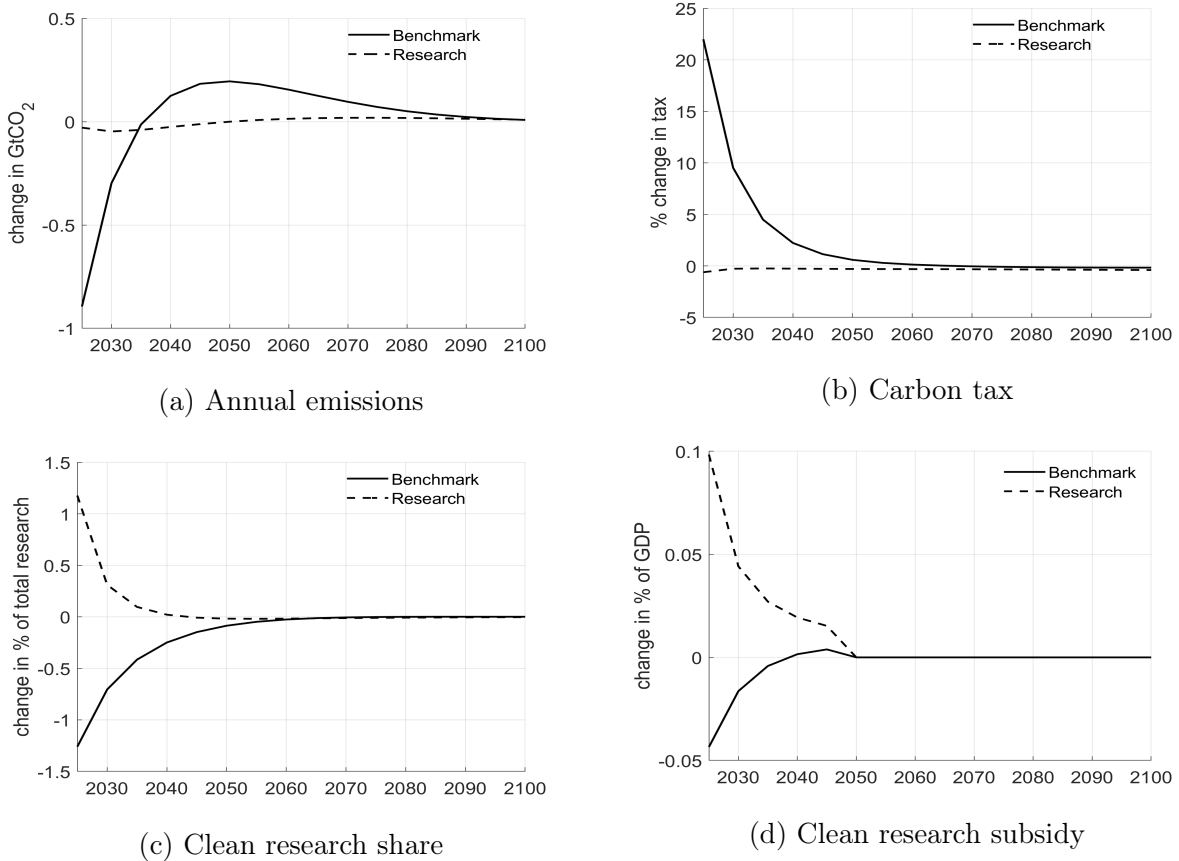 0.5
0
-0.5
-1
change in GtCO2
Benchmark
Research
2030 2040 2050 2060 2070 2080 2090 2100
(a) Annual emissions
25
20
15
10
5
0
-5
% change in tax
Benchmark
Research
2030 2040 2050 2060 2070 2080 2090 2100
(b) Carbon tax
1.5
1
0.5
0
-0.5
-1
-1.5
change in % of total research
Benchmark
Research
2030 2040 2050 2060 2070 2080 2090 2100
(c) Clean research share
0.1
0.05
0
-0.05
change in % of GDP
Benchmark
Research
2030 2040 2050 2060 2070 2080 2090 2100
(d) Clean research subsidy